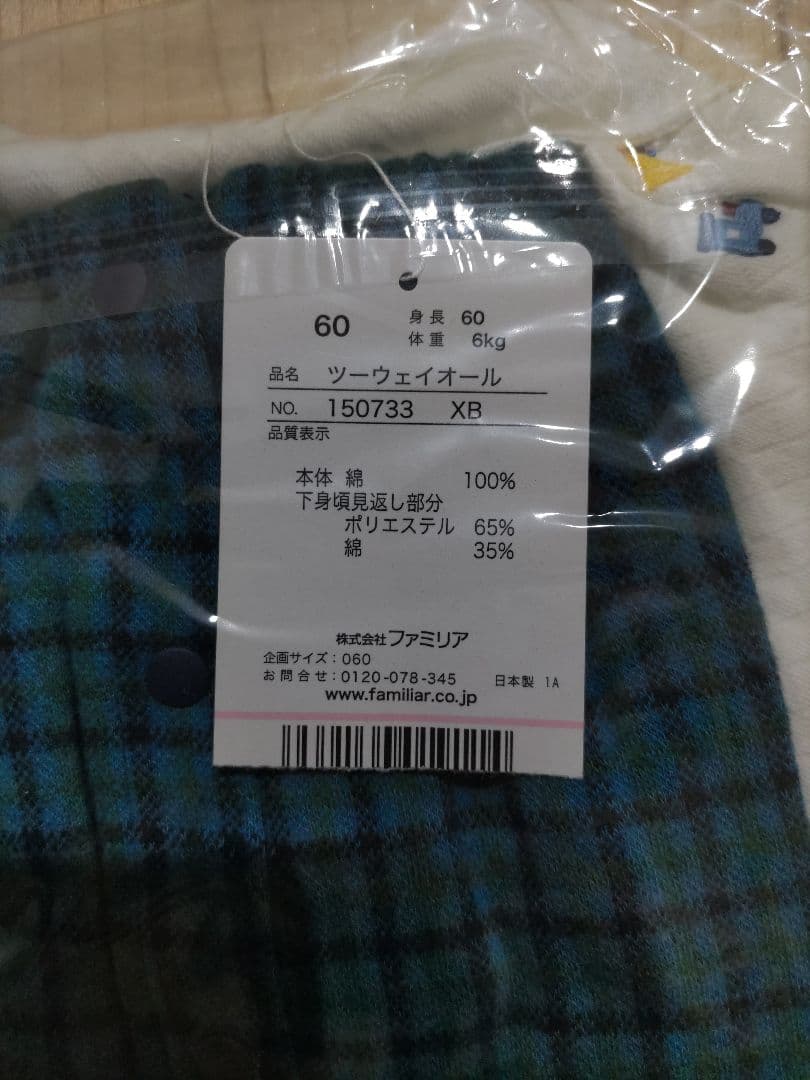 60 身長 60
体重 6kg
品名 ツーウェイオール
NO. 150733 XB
品質表示
本体 綿 100%
下身頃見返し部分
ポリエステル 65%
綿 35%
株式会社ファミリア
企画サイズ:060
お問合せ:0120-078-345 日本製 1A
www.familiar.co.jp